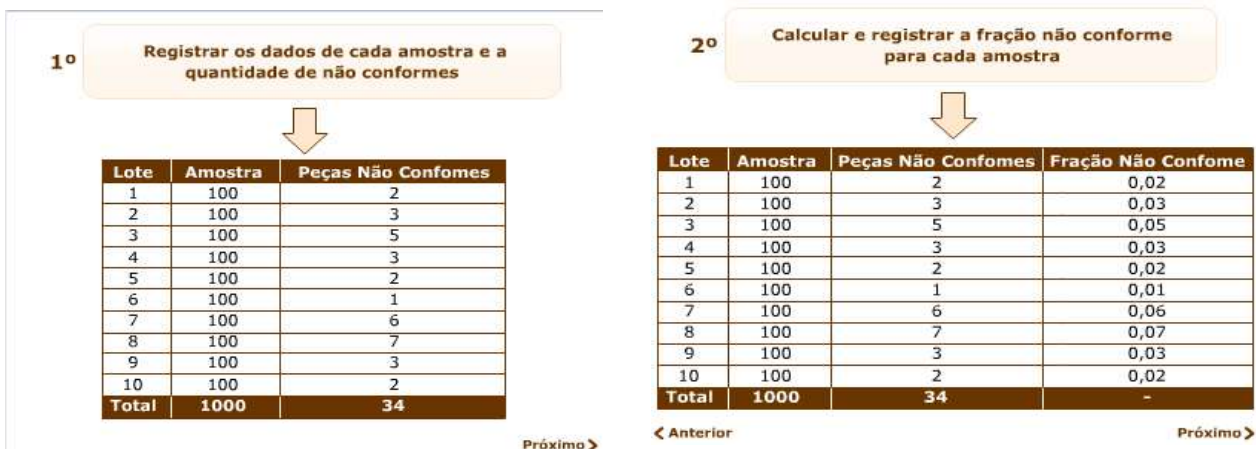 1º
Registrar os dados de cada amostra e a
quantidade de não conformes
Lote Amostra Peças Não Confomes
1 100 2
2 100 3
3 100 5
4 100 3
5 100 2
6 100 1
7 100 6
8 100 7
9 100 3
10 100 2
Total 1000 34
Próximo
2º
Calcular e registrar a fração não conforme
para cada amostra
Lote Amostra Peças Não Confomes Fração Não Confome
1 100 2 0,02
2 100 3 0,03
3 100 5 0,05
4 100 3 0,03
5 100 2 0,02
6 100 1 0,01
7 100 6 0,06
8 100 7 0,07
9 100 3 0,03
10 100 2 0,02
Total 1000 34 -
Anterior Próximo